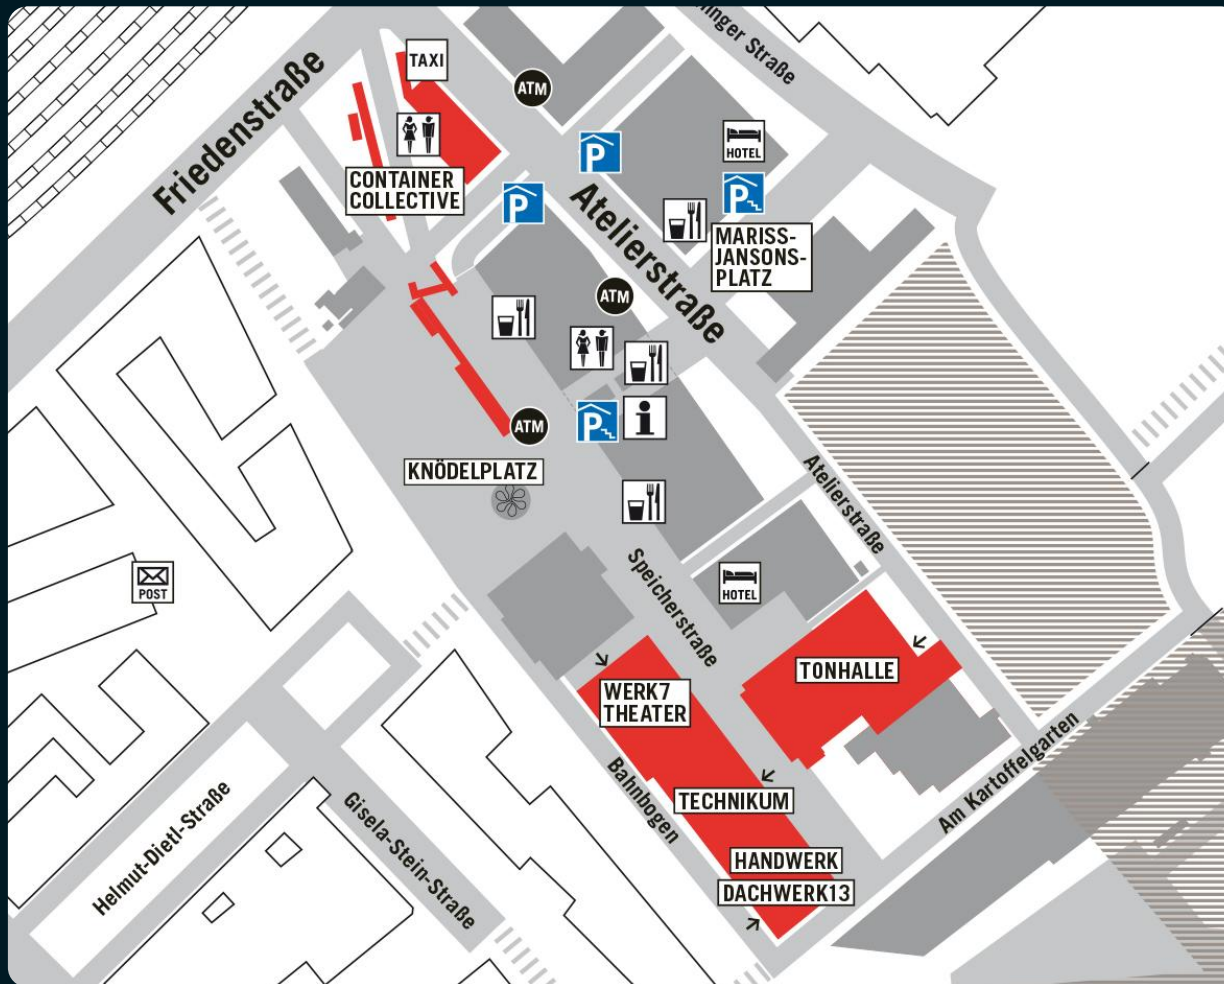 inger Straße
Friedenstraße
TAXI
ATM
P
HOTEL
CONTAINER
COLLECTIVE
P
P
Atelierstraße
MARISS-
JANSONS-
PLATZ
ATM
P
i
ATM
KNÖDELPLATZ
Atelierstraße
POST
Speicherstraße
HOTEL
TONHALLE
WERK7
THEATER
Bahnbogen
TECHNIKUM
Am Kartoffelgarten
HANDWERK
DACHWERK13
Helmut-Dietl-Straße
Gisela-Stein-Straße